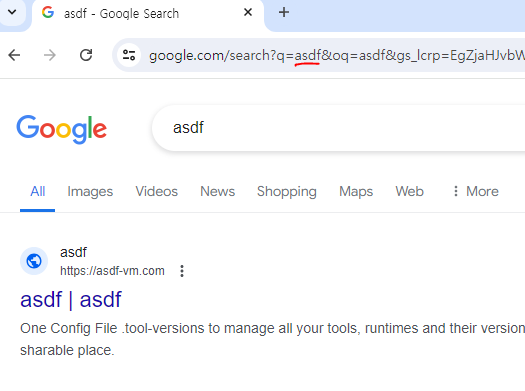 asdf - Google Search
google.com/search?q=asdf&oq=asdf&gs_lcrp=EgZjaHJvbW
Google
asdf
All Images Videos News Shopping Maps Web More
asdf
https://asdf-vm.com
asdf | asdf
One Config File .tool-versions to manage all your tools, runtimes and their version
sharable place.